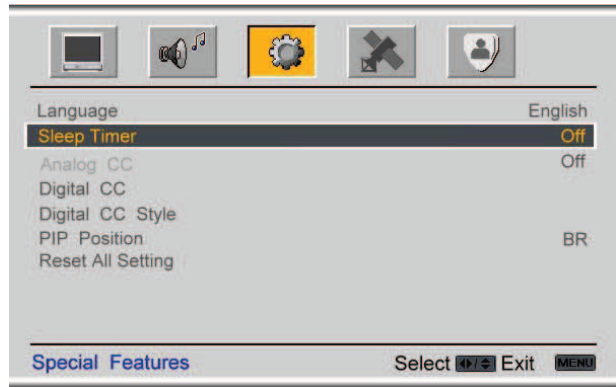 Language English
Sleep Timer Off
Analog CC Off
Digital CC
Digital CC Style
PIP Position BR
Reset All Setting
Special Features Select Exit MENU